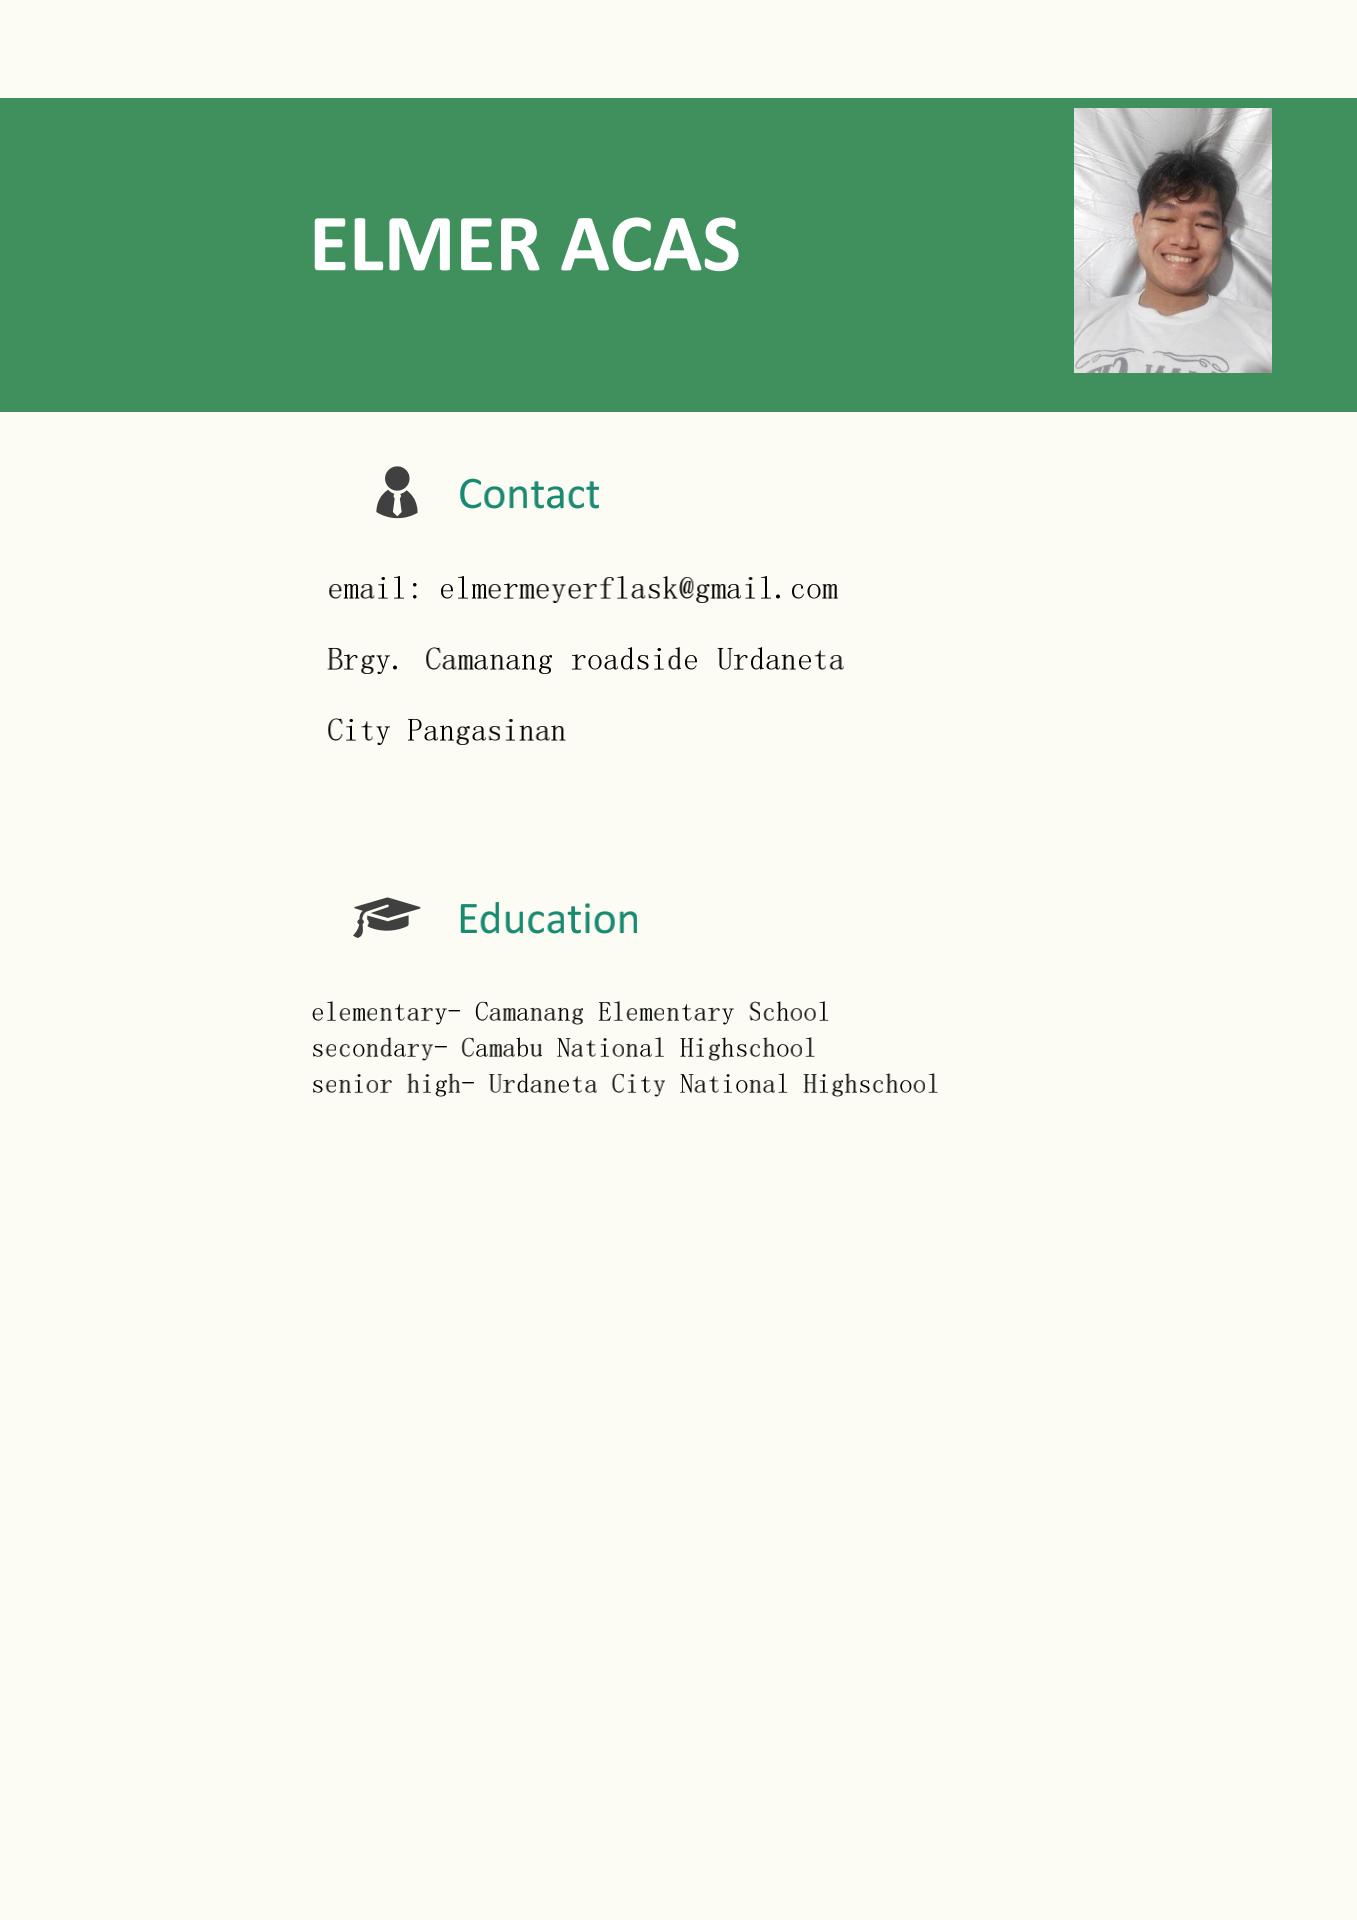 ELMER ACAS
Contact
email: elmermeyerflask@gmail.com
Brgy. Camanang roadside Urdaneta
City Pangasinan
Education
elementary- Camanang Elementary School
secondary- Camabu National Highschool
senior high- Urdaneta City National Highschool